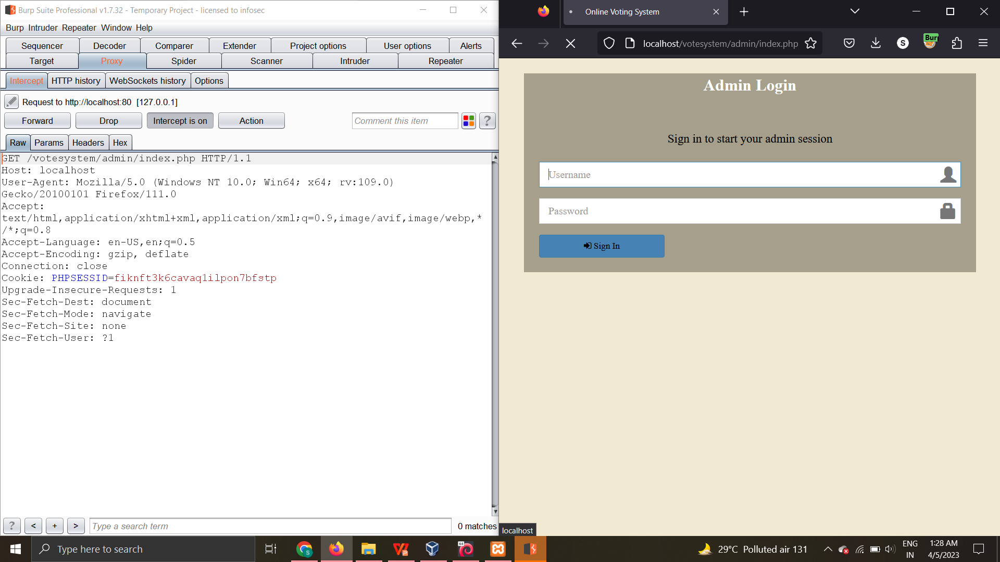 Burp Suite Professional v1.7.32 - Temporary Project - licensed to infosec
Burp Intruder Repeater Window Help
Sequencer Decoder Comparer Extender Project options User options Alerts
Target Proxy Spider Scanner Intruder Repeater
Intercept HTTP history WebSockets history Options
Request to http://localhost:80 [127.0.0.1]
Forward Drop Intercept is on Action Comment this item ?
Raw Params Headers Hex
GET /votesystem/admin/index.php HTTP/1.1
Host: localhost
User-Agent: Mozilla/5.0 (Windows NT 10.0; Win64; x64; rv:109.0)
Gecko/20100101 Firefox/111.0
Accept:
text/html,application/xhtml+xml,application/xml;q=0.9,image/avif,image/webp,*
/*;q=0.8
Accept-Language: en-US,en;q=0.5
Accept-Encoding: gzip, deflate
Connection: close
Cookie: PHPSESSID=fiknft3k6cavaq1ilpon7bfstp
Upgrade-Insecure-Requests: 1
Sec-Fetch-Dest: document
Sec-Fetch-Mode: navigate
Sec-Fetch-Site: none
Sec-Fetch-User: ?1
? < + > Type a search term 0 matches
Online Voting System
localhost/votesystem/admin/index.php
S
Bur
Admin Login
Sign in to start your admin session
Username
Password
Sign In
localhost
Type here to search
S
64
29°C Polluted air 131
ENG
IN
1:28 AM
4/5/2023